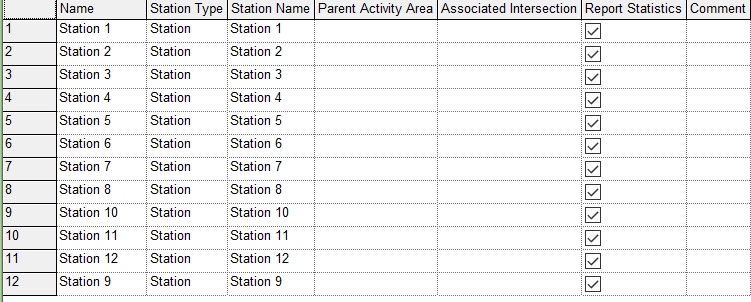 Name Station Type Station Name Parent Activity Area Associated Intersection Report Statistics Comment
1 Station 1 Station Station 1
2 Station 2 Station Station 2
3 Station 3 Station Station 3
4 Station 4 Station Station 4
5 Station 5 Station Station 5
6 Station 6 Station Station 6
7 Station 7 Station Station 7
8 Station 8 Station Station 8
9 Station 10 Station Station 10
10 Station 11 Station Station 11
11 Station 12 Station Station 12
12 Station 9 Station Station 9